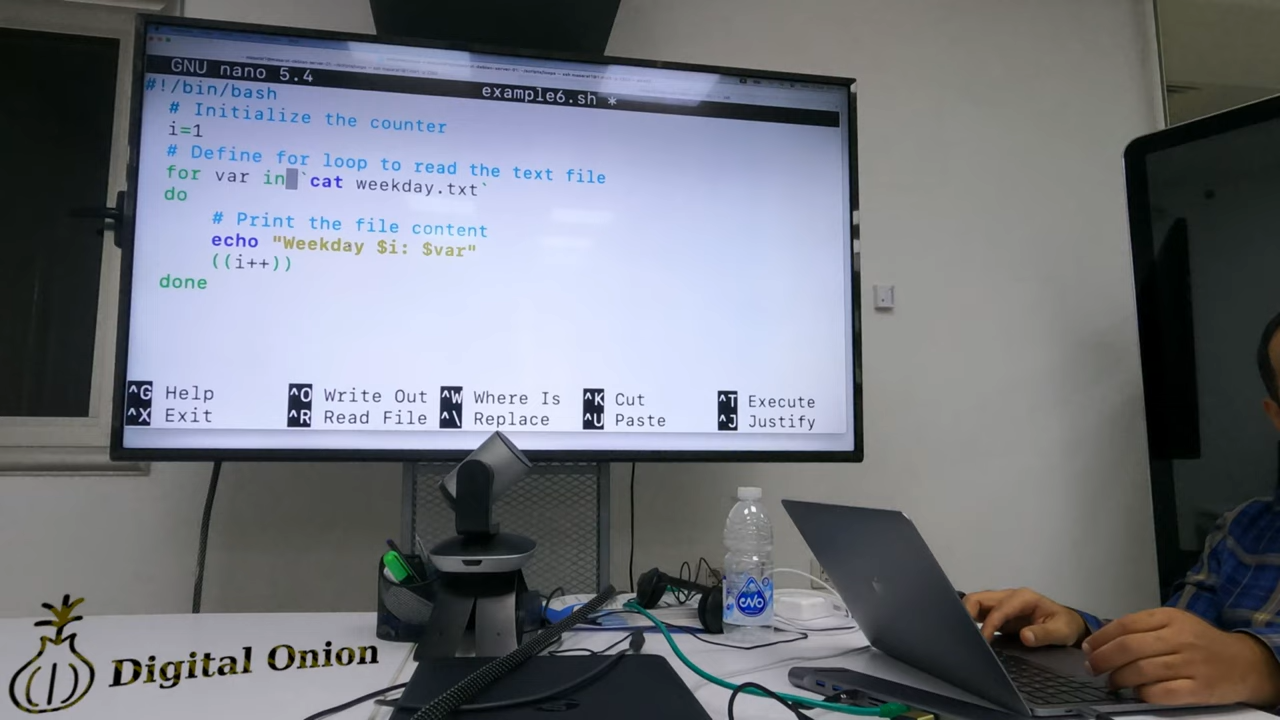 GNU nano 5.4
example6.sh *
#!/bin/bash
# Initialize the counter
i=1
# Define for loop to read the text file
for var in `cat weekday.txt`
do
# Print the file content
echo "Weekday $i: $var"
((i++))
done
^G Help ^O Write Out ^W Where Is ^K Cut ^T Execute
^X Exit ^R Read File ^\ Replace ^U Paste ^J Justify
Digital Onion